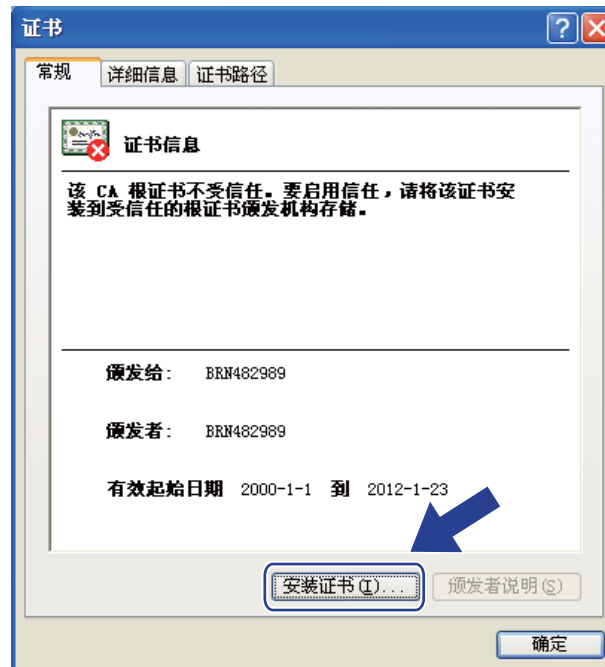 证书
常规 详细信息 证书路径
证书信息
该 CA 根证书不受信任。要启用信任,请将该证书安
装到受信任的根证书颁发机构存储。
颁发给: BRN482989
颁发者: BRN482989
有效起始日期 2000-1-1 到 2012-1-23
安装证书(I)... 颁发者说明(S)
确定